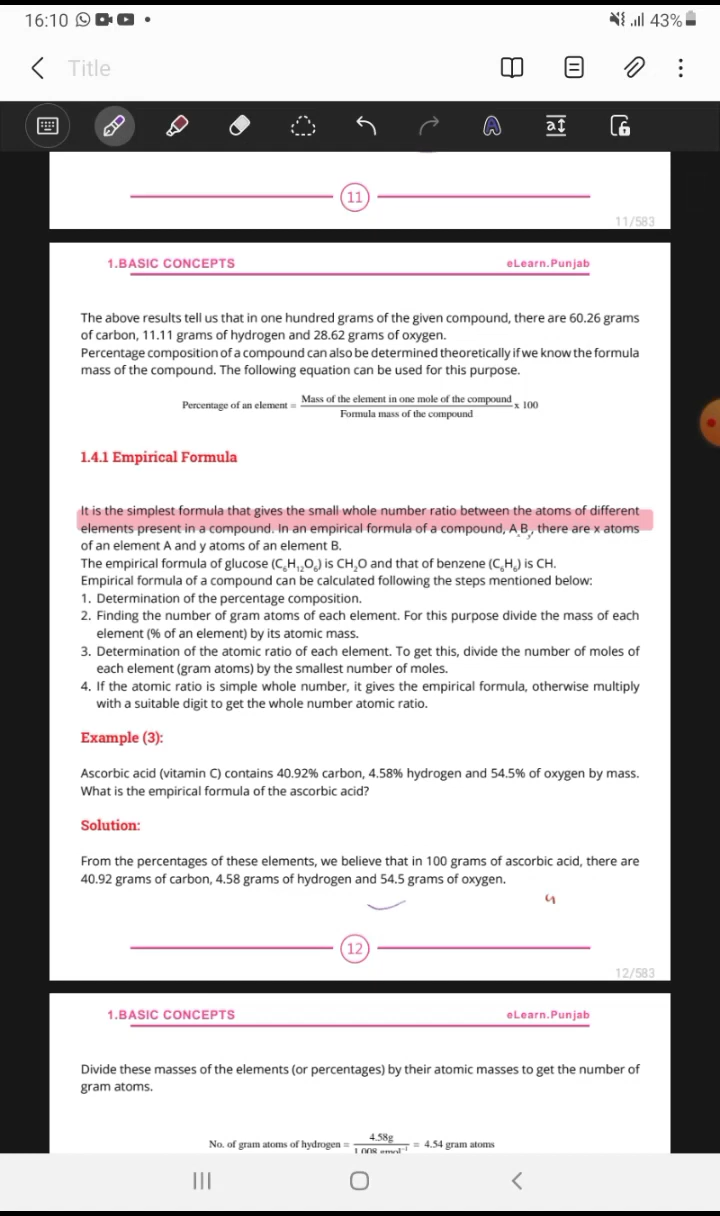 16:10 43%
Title
11
11/583
1.BASIC CONCEPTS eLearn.Punjab
The above results tell us that in one hundred grams of the given compound, there are 60.26 grams
of carbon, 11.11 grams of hydrogen and 28.62 grams of oxygen.
Percentage composition of a compound can also be determined theoretically if we know the formula
mass of the compound. The following equation can be used for this purpose.
Percentage of an element = Mass of the element in one mole of the compound / Formula mass of the compound x 100
1.4.1 Empirical Formula
It is the simplest formula that gives the small whole number ratio between the atoms of different
elements present in a compound. In an empirical formula of a compound, AₓBᵧ, there are x atoms
of an element A and y atoms of an element B.
The empirical formula of glucose (C₆H₁₂O₆) is CH₂O and that of benzene (C₆H₆) is CH.
Empirical formula of a compound can be calculated following the steps mentioned below:
1. Determination of the percentage composition.
2. Finding the number of gram atoms of each element. For this purpose divide the mass of each
element (% of an element) by its atomic mass.
3. Determination of the atomic ratio of each element. To get this, divide the number of moles of
each element (gram atoms) by the smallest number of moles.
4. If the atomic ratio is simple whole number, it gives the empirical formula, otherwise multiply
with a suitable digit to get the whole number atomic ratio.
Example (3):
Ascorbic acid (vitamin C) contains 40.92% carbon, 4.58% hydrogen and 54.5% of oxygen by mass.
What is the empirical formula of the ascorbic acid?
Solution:
From the percentages of these elements, we believe that in 100 grams of ascorbic acid, there are
40.92 grams of carbon, 4.58 grams of hydrogen and 54.5 grams of oxygen.
12
12/583
1.BASIC CONCEPTS eLearn.Punjab
Divide these masses of the elements (or percentages) by their atomic masses to get the number of
gram atoms.
No. of gram atoms of hydrogen = 4.58g / 1.008 gmol⁻¹ = 4.54 gram atoms